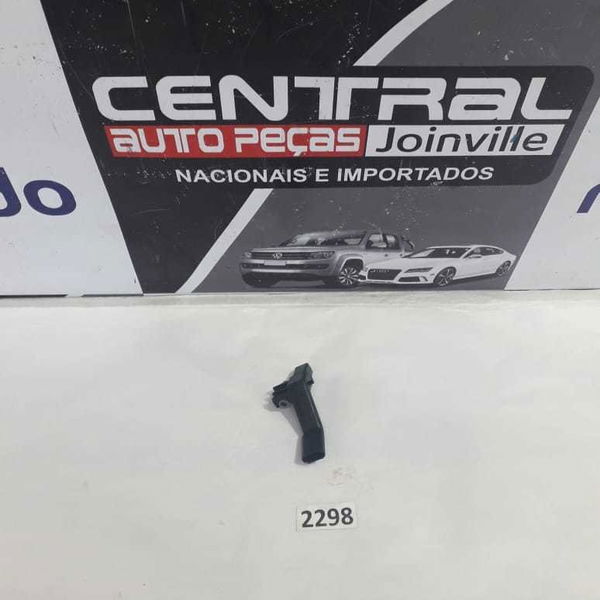 CENTRAL
AUTO PEÇAS Joinville
NACIONAIS E IMPORTADOS
2298